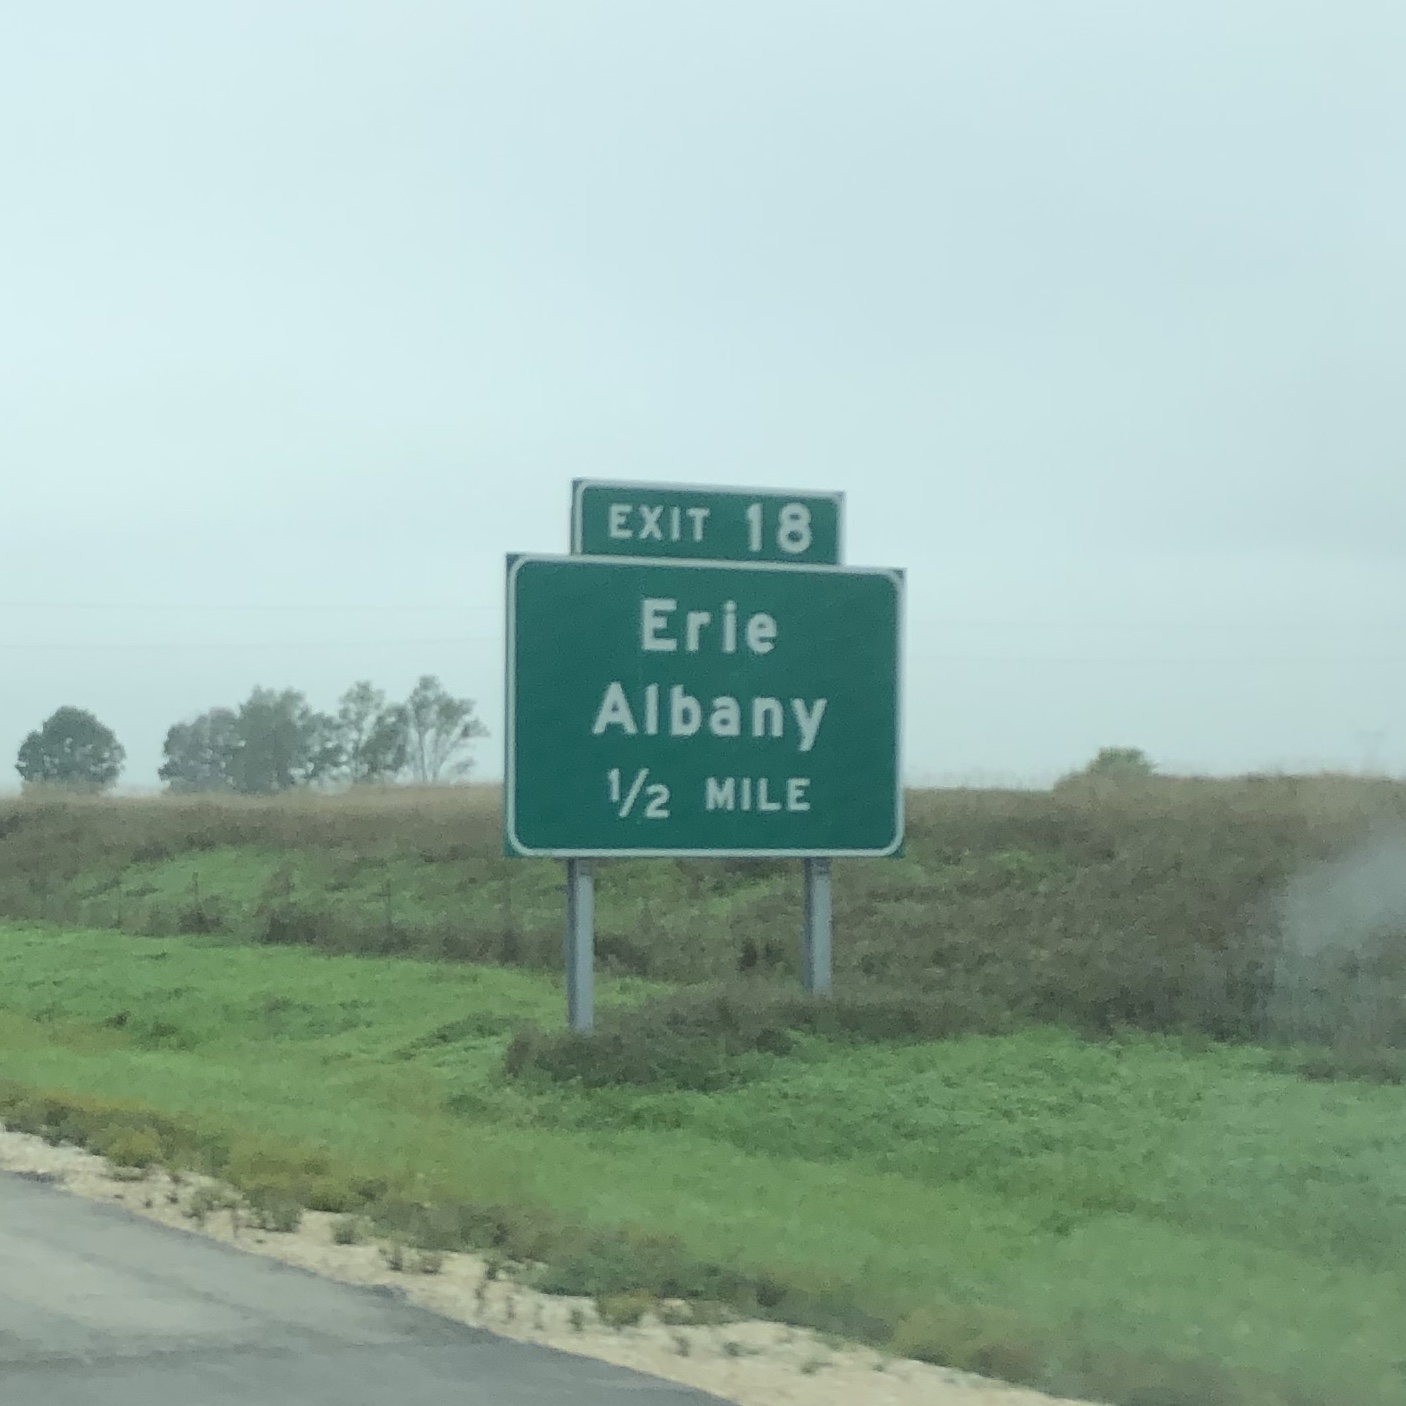 EXIT 18
Erie
Albany
1/2 MILE